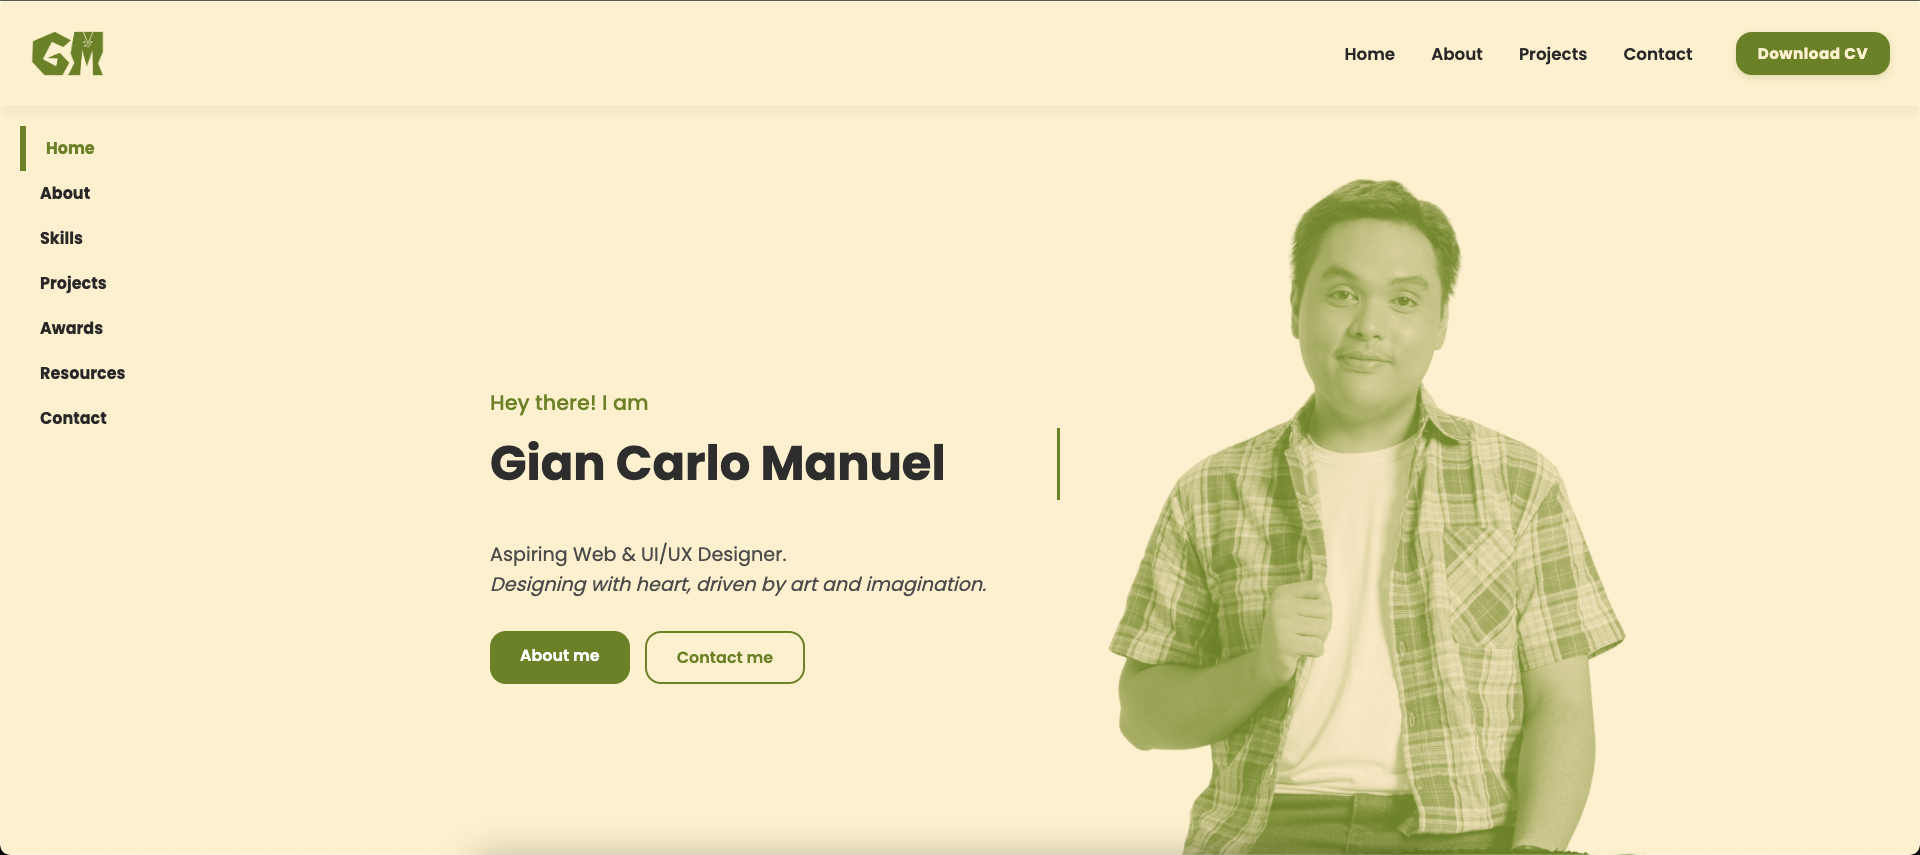 GM
Home
About
Projects
Contact
Download CV
Home
About
Skills
Projects
Awards
Resources
Contact
Hey there! I am
Gian Carlo Manuel
Aspiring Web & UI/UX Designer.
Designing with heart, driven by art and imagination.
About me
Contact me